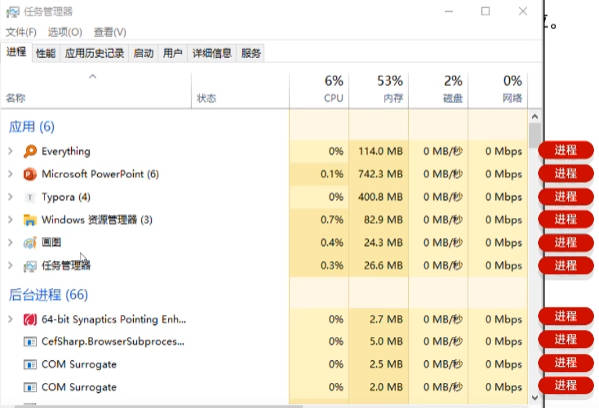 任务管理器
文件(F) 选项(O) 查看(V)
进程 性能 应用历史记录 启动 用户 详细信息 服务
6% 53% 2% 0%
名称 状态 CPU 内存 磁盘 网络
应用 (6)
Everything 0% 114.0 MB 0 MB/秒 0 Mbps 进程
Microsoft PowerPoint (6) 0.1% 742.3 MB 0 MB/秒 0 Mbps 进程
Typora (4) 0% 400.8 MB 0 MB/秒 0 Mbps 进程
Windows 资源管理器 (3) 0.7% 82.9 MB 0 MB/秒 0 Mbps 进程
画图 0.4% 24.3 MB 0 MB/秒 0 Mbps 进程
任务管理器 0.3% 26.6 MB 0 MB/秒 0 Mbps 进程
后台进程 (66)
64-bit Synaptics Pointing Enh... 0% 2.7 MB 0 MB/秒 0 Mbps 进程
CefSharp.BrowserSubproces... 0% 5.0 MB 0 MB/秒 0 Mbps 进程
COM Surrogate 0% 2.5 MB 0 MB/秒 0 Mbps 进程
COM Surrogate 0% 2.0 MB 0 MB/秒 0 Mbps 进程